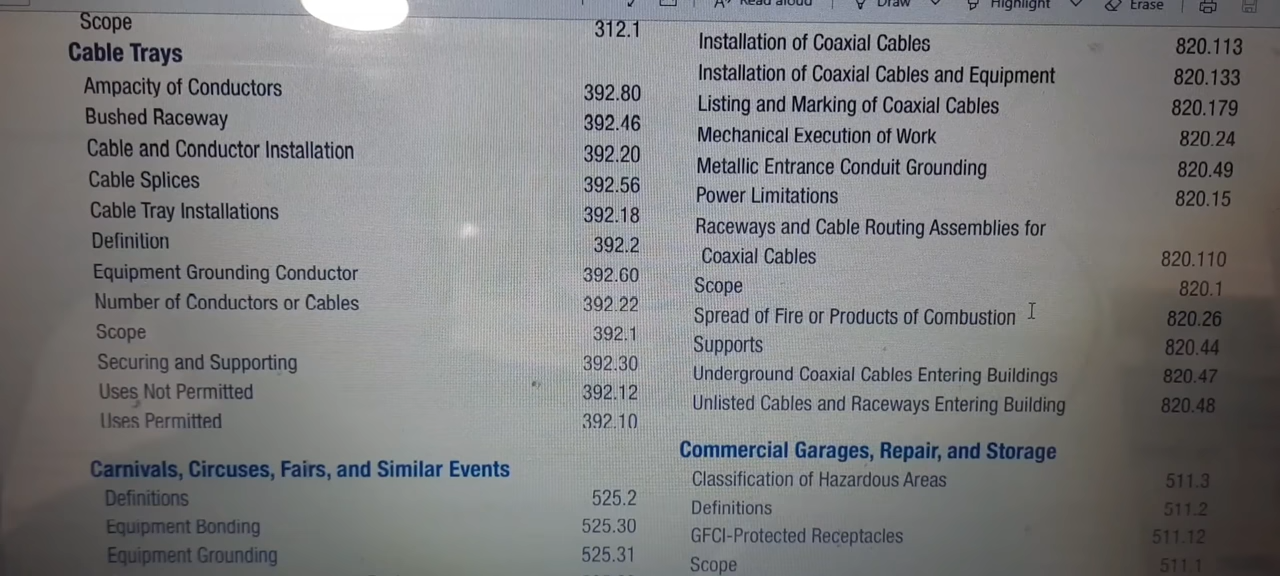 Read aloud
Draw
Highlight
Erase
Scope 312.1
Cable Trays
Ampacity of Conductors 392.80
Bushed Raceway 392.46
Cable and Conductor Installation 392.20
Cable Splices 392.56
Cable Tray Installations 392.18
Definition 392.2
Equipment Grounding Conductor 392.60
Number of Conductors or Cables 392.22
Scope 392.1
Securing and Supporting 392.30
Uses Not Permitted 392.12
Uses Permitted 392.10
Carnivals, Circuses, Fairs, and Similar Events
Definitions 525.2
Equipment Bonding 525.30
Equipment Grounding 525.31
Installation of Coaxial Cables 820.113
Installation of Coaxial Cables and Equipment 820.133
Listing and Marking of Coaxial Cables 820.179
Mechanical Execution of Work 820.24
Metallic Entrance Conduit Grounding 820.49
Power Limitations 820.15
Raceways and Cable Routing Assemblies for
Coaxial Cables 820.110
Scope 820.1
Spread of Fire or Products of Combustion 820.26
Supports 820.44
Underground Coaxial Cables Entering Buildings 820.47
Unlisted Cables and Raceways Entering Building 820.48
Commercial Garages, Repair, and Storage
Classification of Hazardous Areas 511.3
Definitions 511.2
GFCI-Protected Receptacles 511.12
Scope 511.1